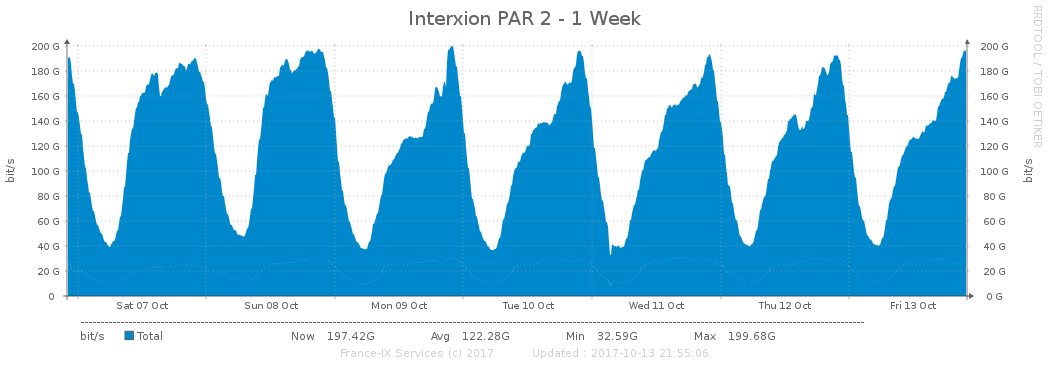 Interxion PAR 2 - 1 Week
RRDTOOL / TOBI OETIKER
200 G 200 G
180 G 180 G
160 G 160 G
140 G 140 G
120 G 120 G
100 G 100 G
80 G 80 G
60 G 60 G
40 G 40 G
20 G 20 G
0 0 G
bit/s bit/s
Sat 07 Oct Sun 08 Oct Mon 09 Oct Tue 10 Oct Wed 11 Oct Thu 12 Oct Fri 13 Oct
bit/s Total Now 197.42G Avg 122.28G Min 32.59G Max 199.68G
France-IX Services (c) 2017 Updated : 2017-10-13 21:55:06